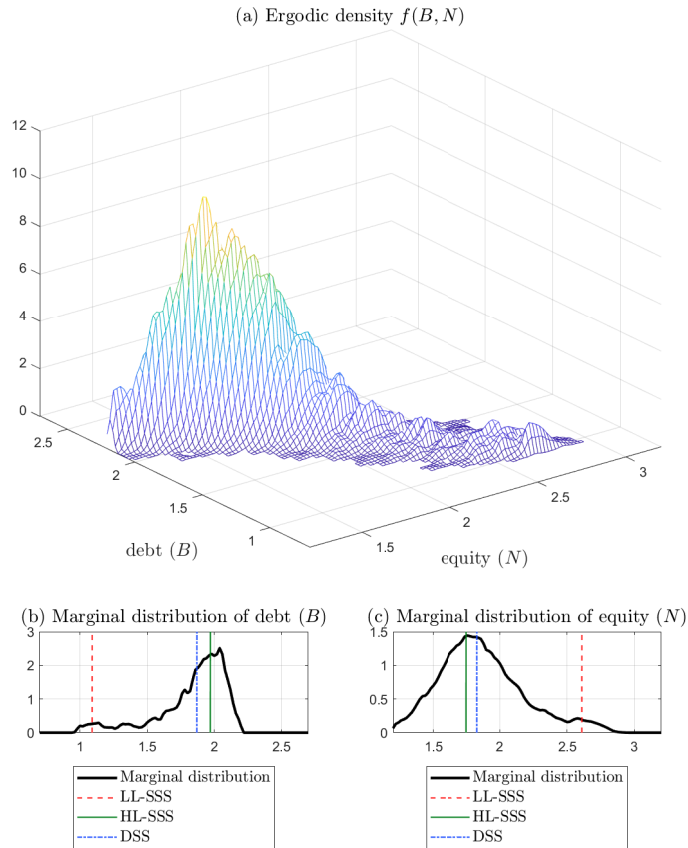 (a) Ergodic density f(B, N)
12
10
8
6
4
2
0
2.5
2
1.5
1
debt (B)
1.5
2
2.5
3
equity (N)
(b) Marginal distribution of debt (B)
3
2
1
0
1
1.5
2
2.5
Marginal distribution
LL-SSS
HL-SSS
DSS
(c) Marginal distribution of equity (N)
1.5
1
0.5
0
1.5
2
2.5
3
Marginal distribution
LL-SSS
HL-SSS
DSS